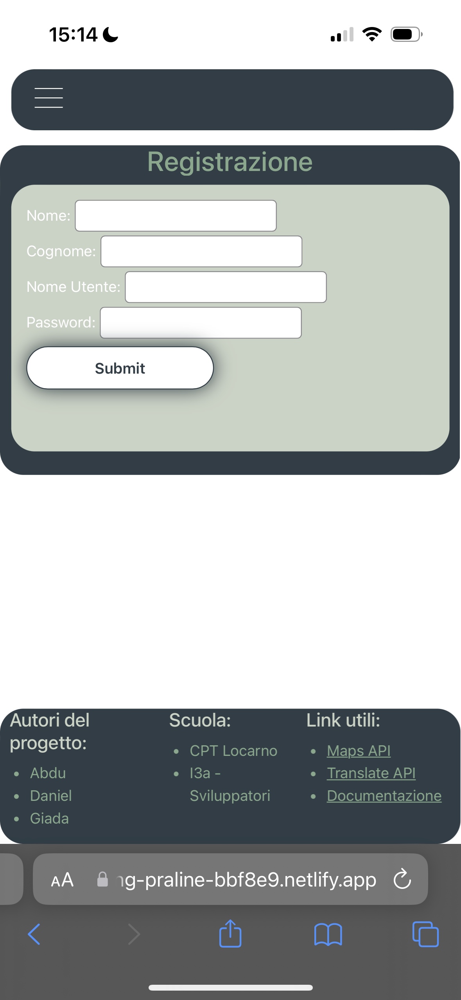 15:14
Registrazione
Nome:
Cognome:
Nome Utente:
Password:
Submit
Autori del
progetto:
Abdu
Daniel
Giada
Scuola:
CPT Locarno
I3a -
Sviluppatori
Link utili:
Maps API
Translate API
Documentazione
AA
g-praline-bbf8e9.netlify.app